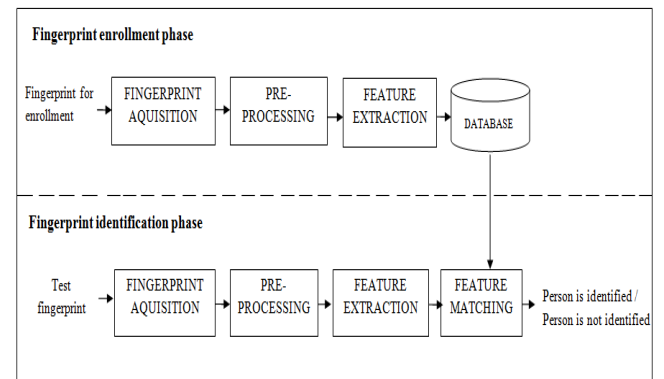 Fingerprint enrollment phase
Fingerprint for
enrollment
FINGERPRINT
AQUISITION
PRE-
PROCESSING
FEATURE
EXTRACTION
DATABASE
Fingerprint identification phase
Test
fingerprint
FINGERPRINT
AQUISITION
PRE-
PROCESSING
FEATURE
EXTRACTION
FEATURE
MATCHING
Person is identified /
Person is not identified